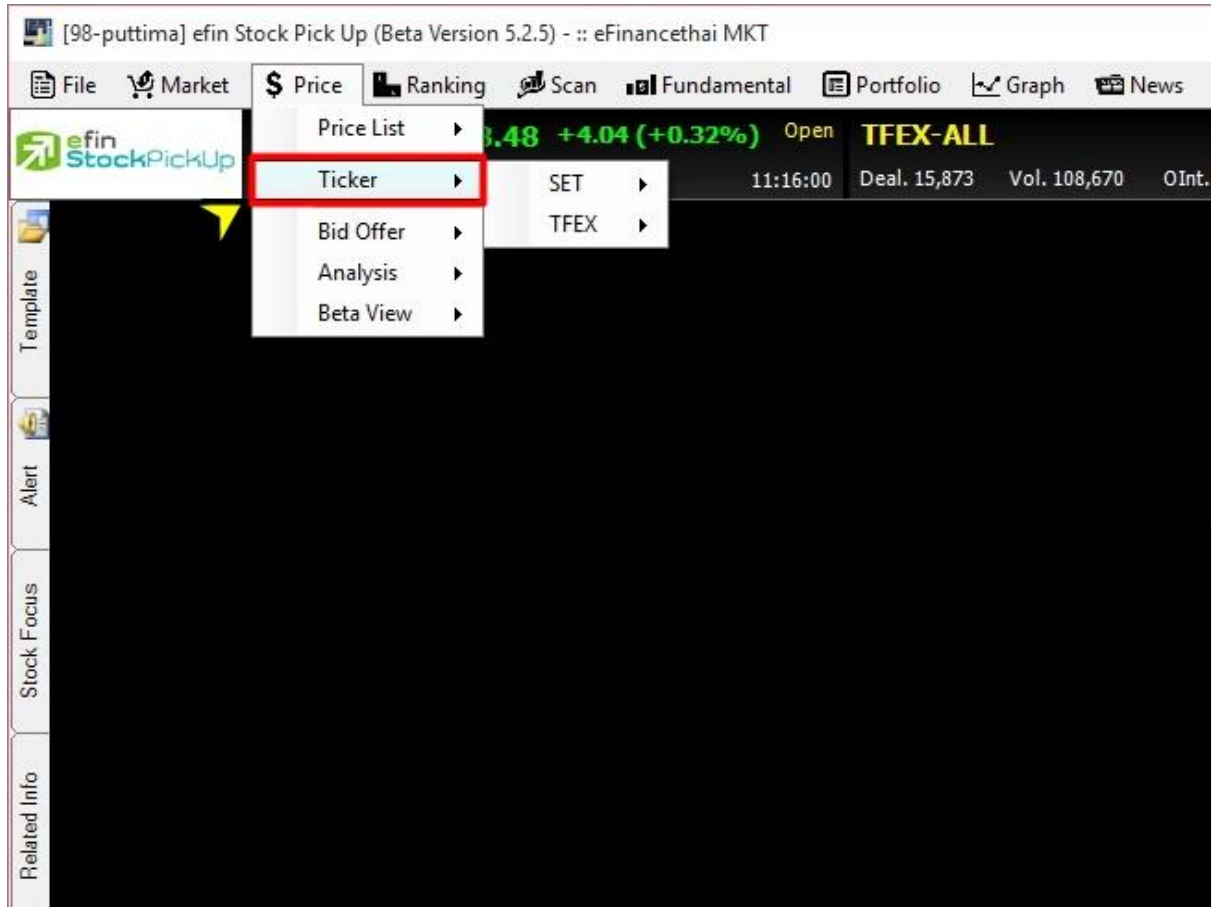 [98-puttima] efin Stock Pick Up (Beta Version 5.2.5) - :: eFinancethai MKT
File Market $ Price Ranking Scan Fundamental Portfolio Graph News
efin
StockPickUp
.48 +4.04 (+0.32%) Open TFEX-ALL
11:16:00 Deal. 15,873 Vol. 108,670 OInt.
Price List
Ticker
Bid Offer
Analysis
Beta View
SET
TFEX
Template
Alert
Stock Focus
Related Info